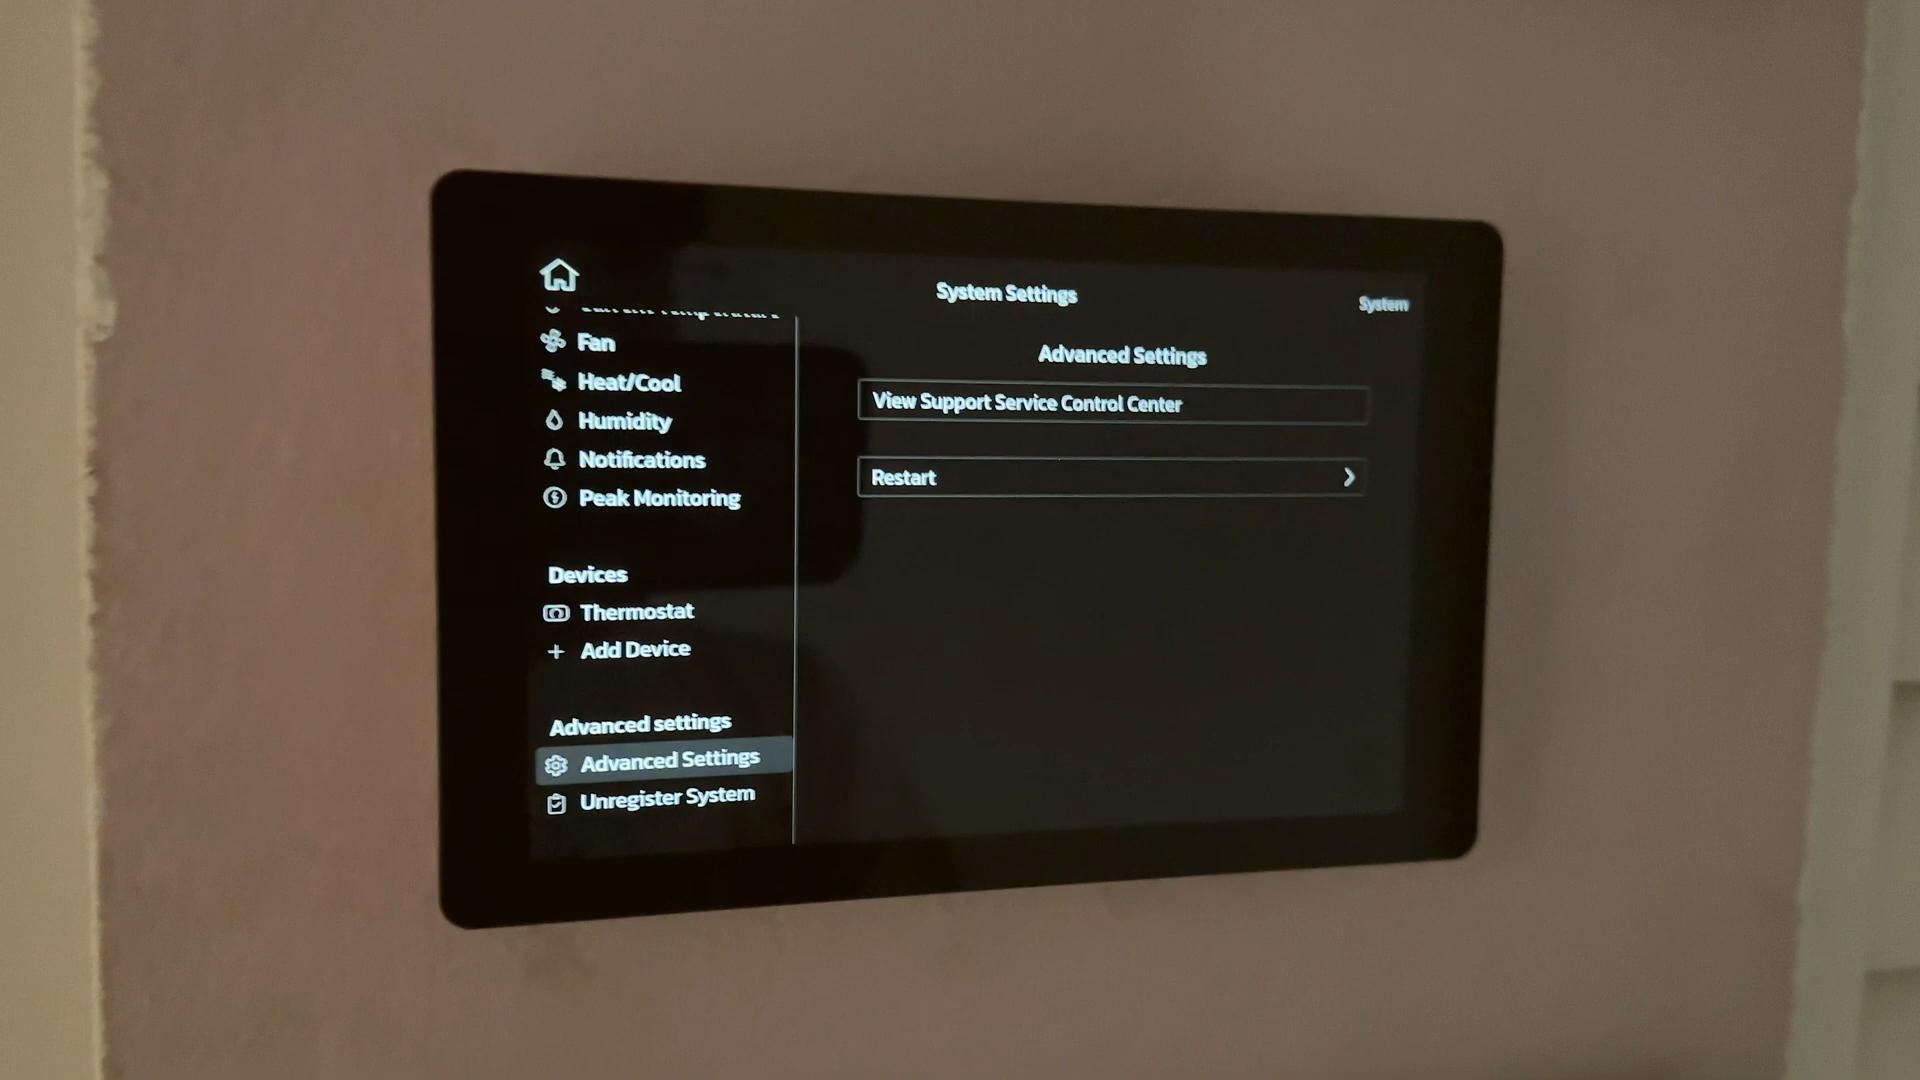 System Settings
System
Fan
Heat/Cool
Humidity
Notifications
Peak Monitoring
Devices
Thermostat
Add Device
Advanced settings
Advanced Settings
Unregister System
Advanced Settings
View Support Service Control Center
Restart